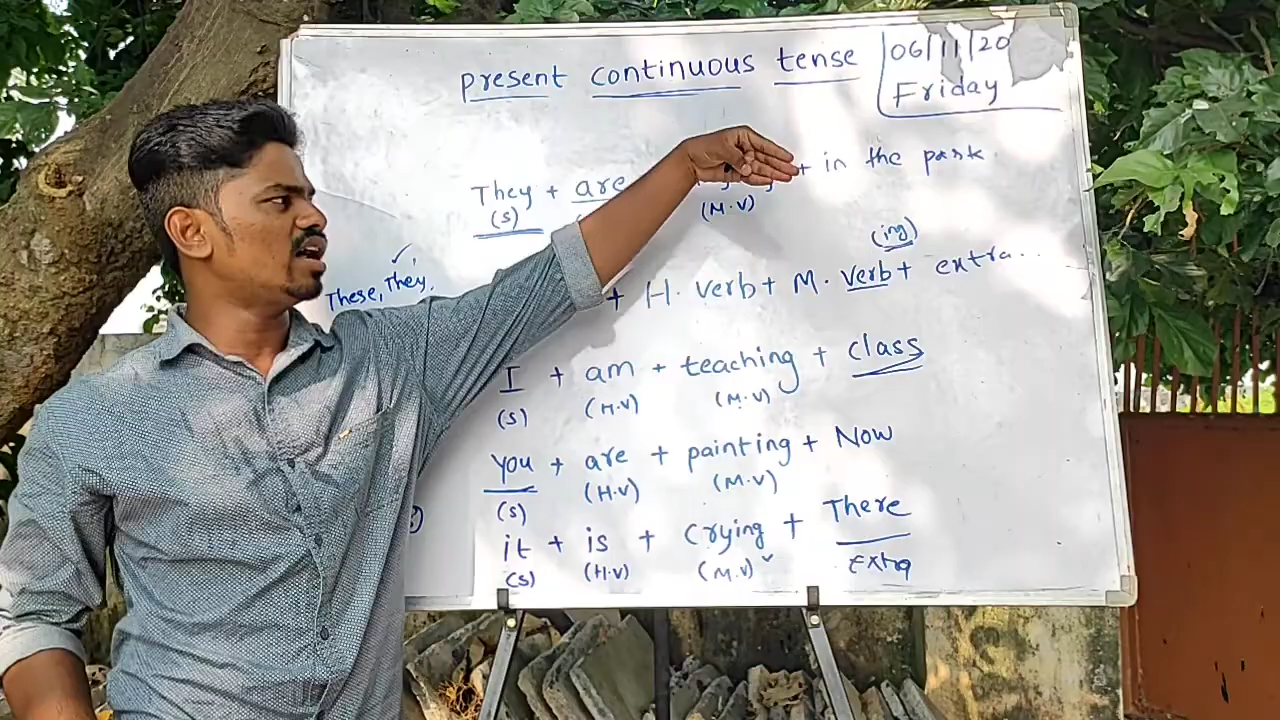 present continuous tense
06/11/20
Friday
They + are + in the park
(S) (M.V)
(ing)
These, They,
+ H. verb + M. verb + extra..
I + am + teaching + class
(S) (H.V) (M.V)
You + are + painting + Now
(S) (H.V) (M.V)
it + is + crying + There
(S) (H.V) (M.V) Extra